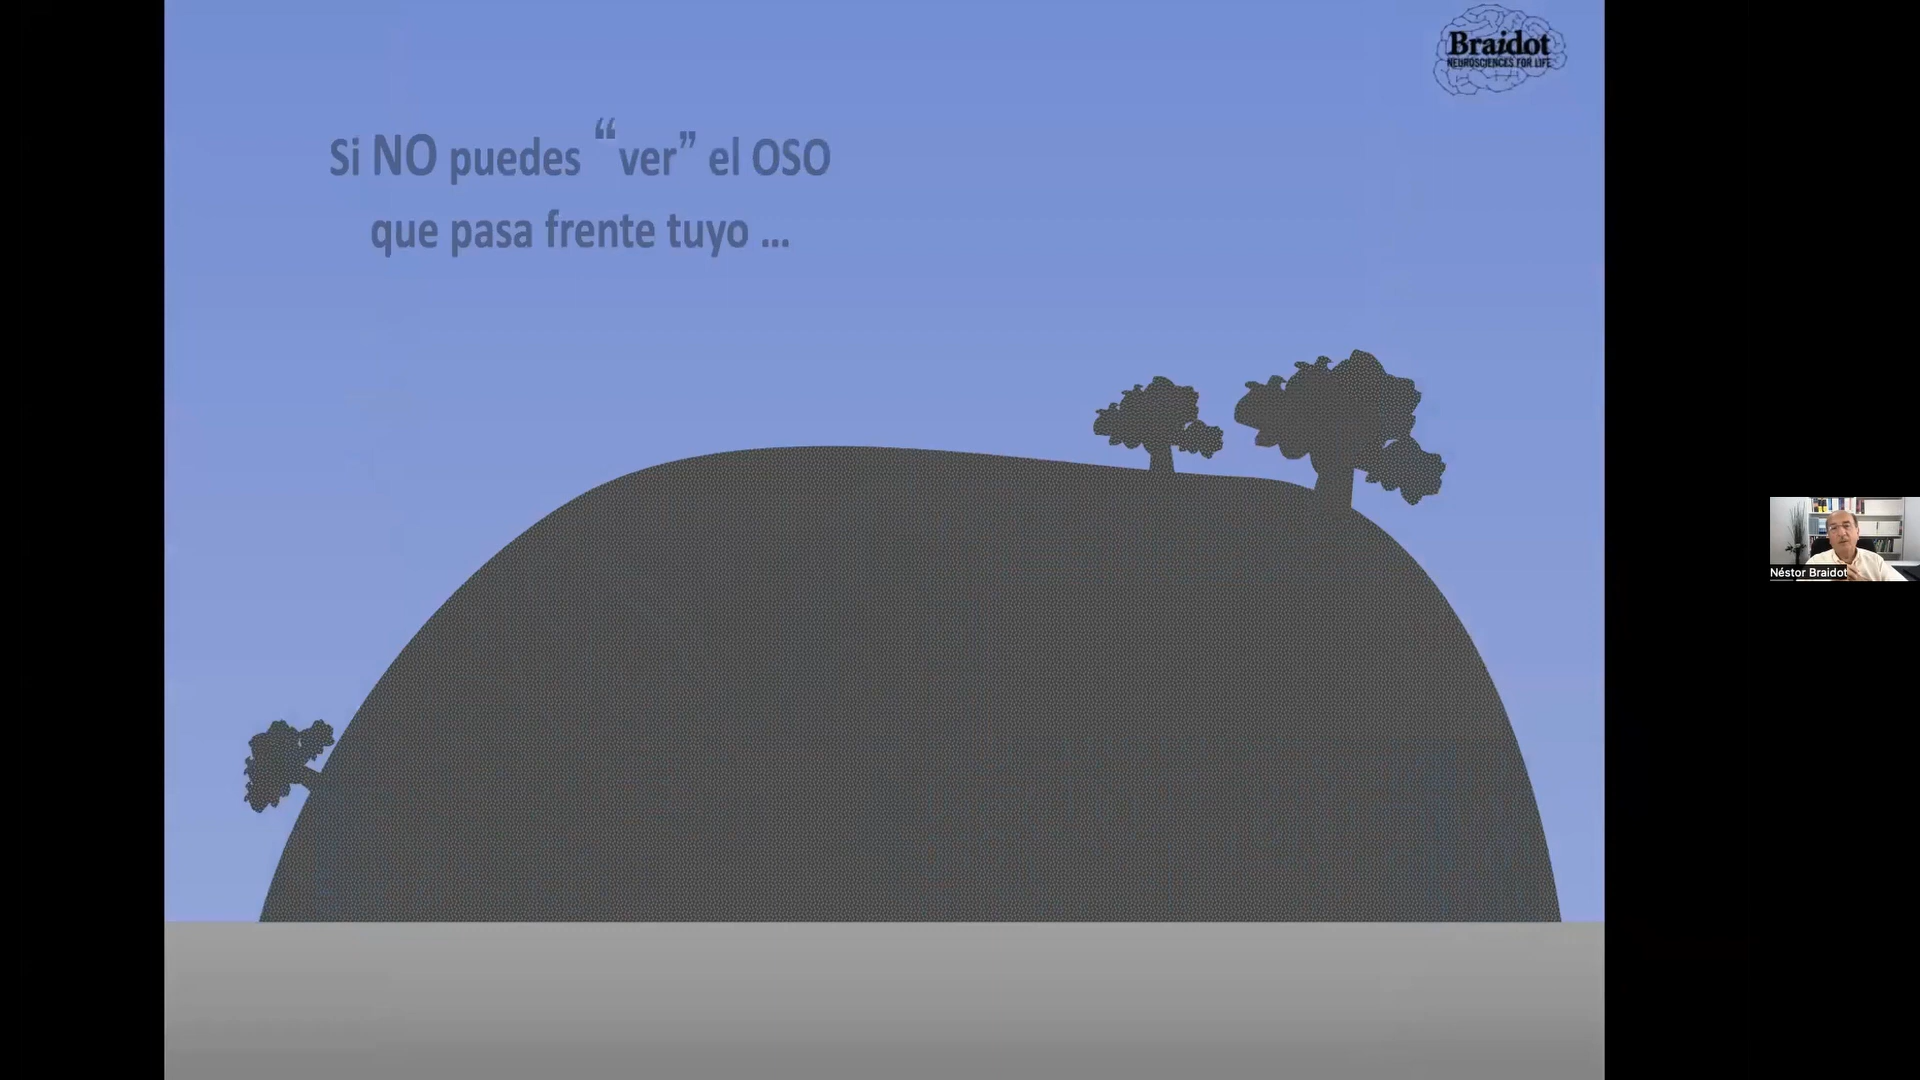 Braidot
NEUROSCIENCES FOR LIFE
Si NO puedes “ver” el OSO
que pasa frente tuyo ...
Néstor Braidot